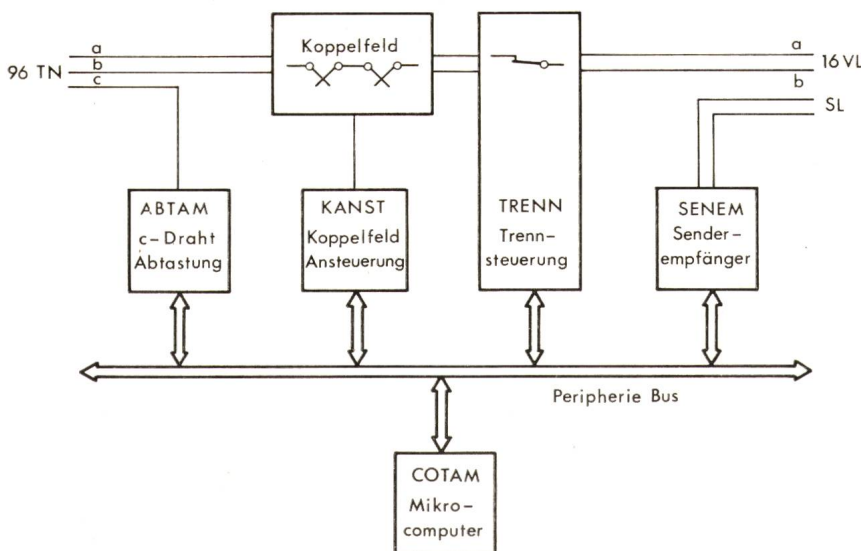 96 TN
a
b
c
Koppelfeld
a
16 VL
b
SL
ABTAM
c-Draht
Abtastung
KANST
Koppelfeld
Ansteuerung
TRENN
Trenn-
steuerung
SENEM
Sender-
empfänger
Peripherie Bus
COTAM
Mikro-
computer